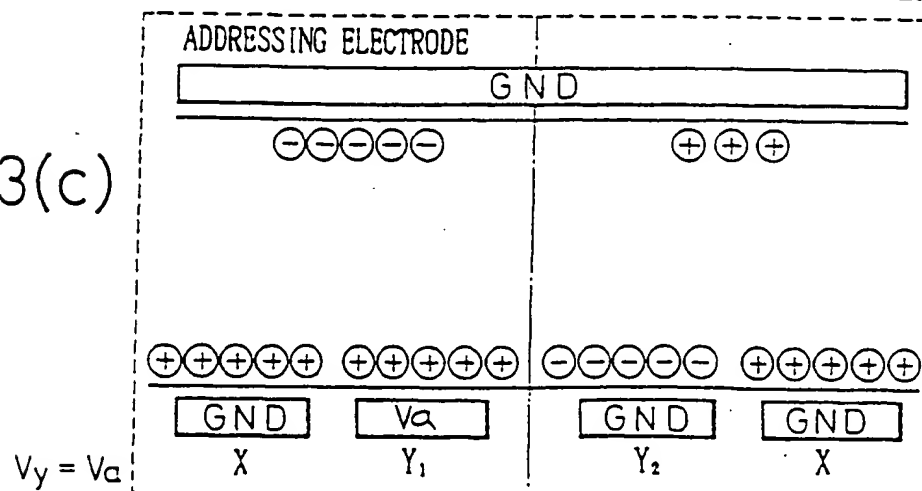 ADDRESSING ELECTRODE
GND
− − − − − + + +
3(c)
+ + + + + + + + + + − − − − − + + + + +
GND Va GND GND
X Y₁ Y₂ X
Vy = Va